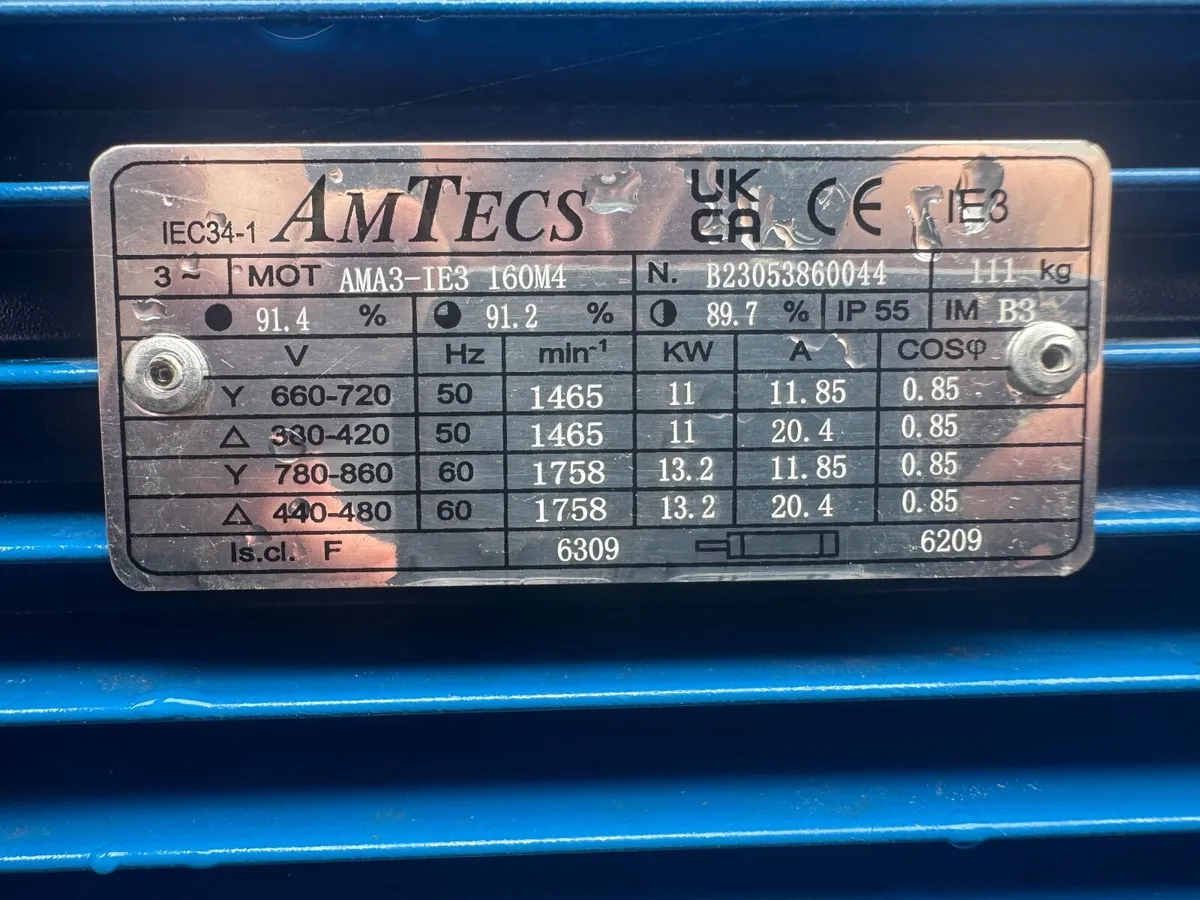 IEC34-1 AMTECS UK CA CE IE3
3 ~ MOT AMA3-IE3 160M4 N. B23053860044 111 kg
91.4 % 91.2 % 89.7 % IP 55 IM B3
V Hz min-1 KW A COSφ
Y 660-720 50 1465 11 11.85 0.85
△ 380-420 50 1465 11 20.4 0.85
Y 780-860 60 1758 13.2 11.85 0.85
△ 440-480 60 1758 13.2 20.4 0.85
Is.cl. F 6309 6209